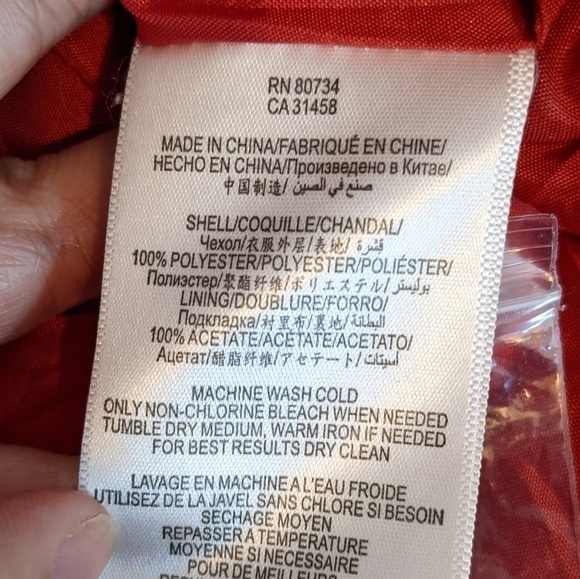 RN 80734
CA 31458
MADE IN CHINA/FABRIQUÉ EN CHINE/
HECHO EN CHINA/Произведено в Китае/
中国制造/ صنع في الصين
SHELL/COQUILLE/CHANDAL/
Чехол/衣服外层/表地/ قشرة
100% POLYESTER/POLYESTER/POLIÉSTER/
Полиэстер/聚酯纤维/ポリエステル/ بوليستر
LINING/DOUBLURE/FORRO/
Подкладка/衬里布/裏地/ البطانة
100% ACETATE/ACÉTATE/ACETATO/
Ацетат/醋脂纤维/アセテート/ أسيتات
MACHINE WASH COLD
ONLY NON-CHLORINE BLEACH WHEN NEEDED
TUMBLE DRY MEDIUM, WARM IRON IF NEEDED
FOR BEST RESULTS DRY CLEAN
LAVAGE EN MACHINE A L'EAU FROIDE
UTILISEZ DE LA JAVEL SANS CHLORE SI BESOIN
SECHAGE MOYEN
REPASSER A TEMPERATURE
MOYENNE SI NECESSAIRE
POUR DE MEILLEURS